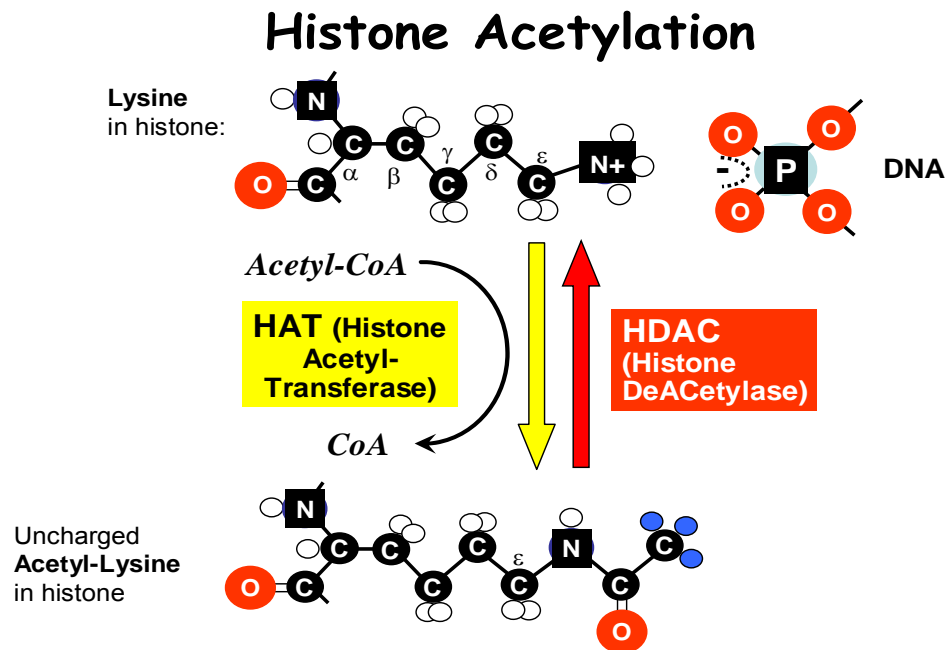 Histone Acetylation
Lysine
in histone:
N
C
C
C
C
C
C
O
N+
α
β
γ
δ
ε
O
O
-
P
O
O
DNA
Acetyl-CoA
HAT (Histone
Acetyl-
Transferase)
CoA
HDAC
(Histone
DeACetylase)
Uncharged
Acetyl-Lysine
in histone
N
C
C
C
C
C
C
O
ε
N
C
C
O